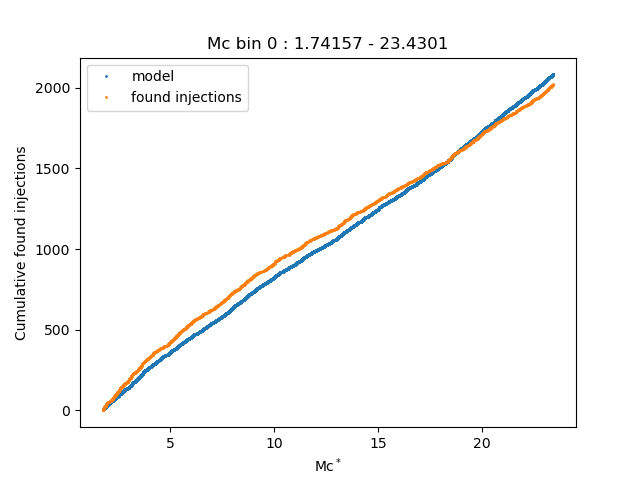 Mc bin 0 : 1.74157 - 23.4301
model
found injections
Cumulative found injections
2000
1500
1000
500
0
5 10 15 20
Mc*